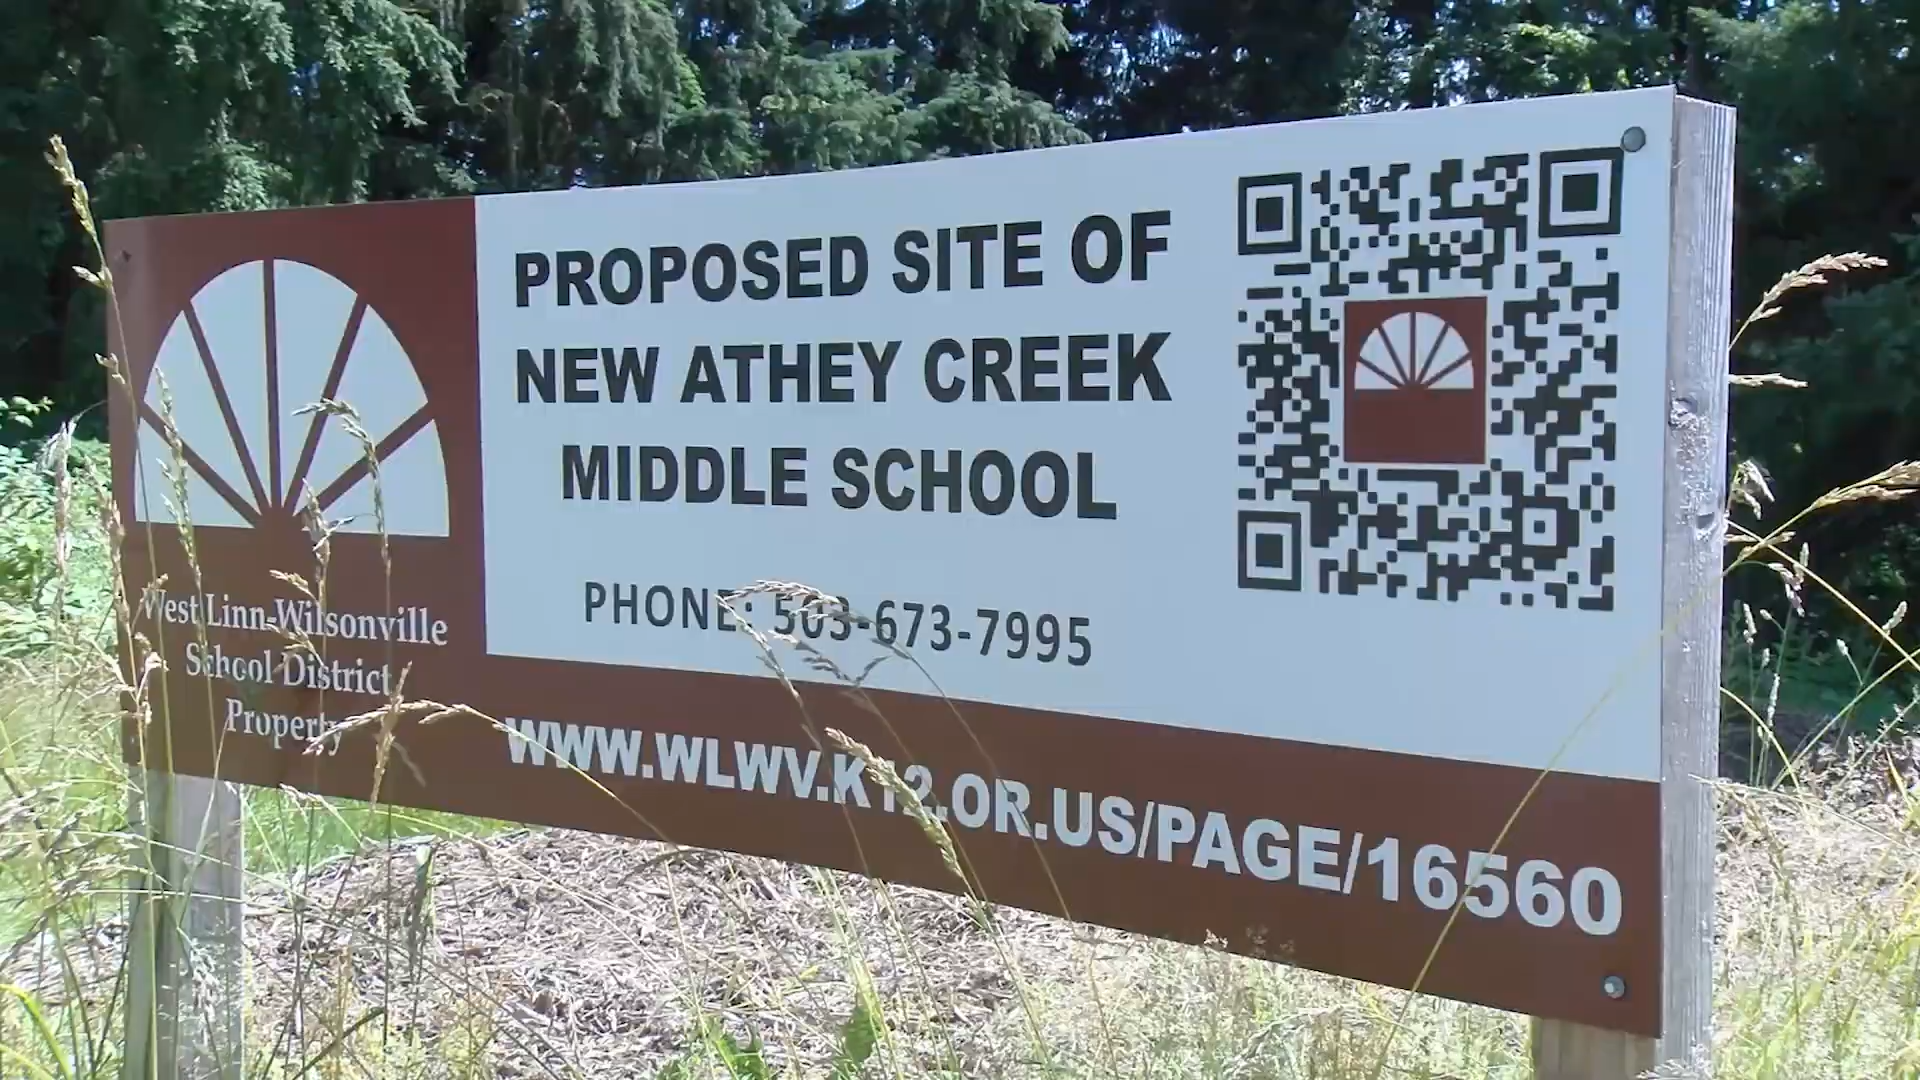 PROPOSED SITE OF
NEW ATHEY CREEK
MIDDLE SCHOOL
PHONE: 503-673-7995
West Linn-Wilsonville
School District
Property
WWW.WLWV.K12.OR.US/PAGE/16560